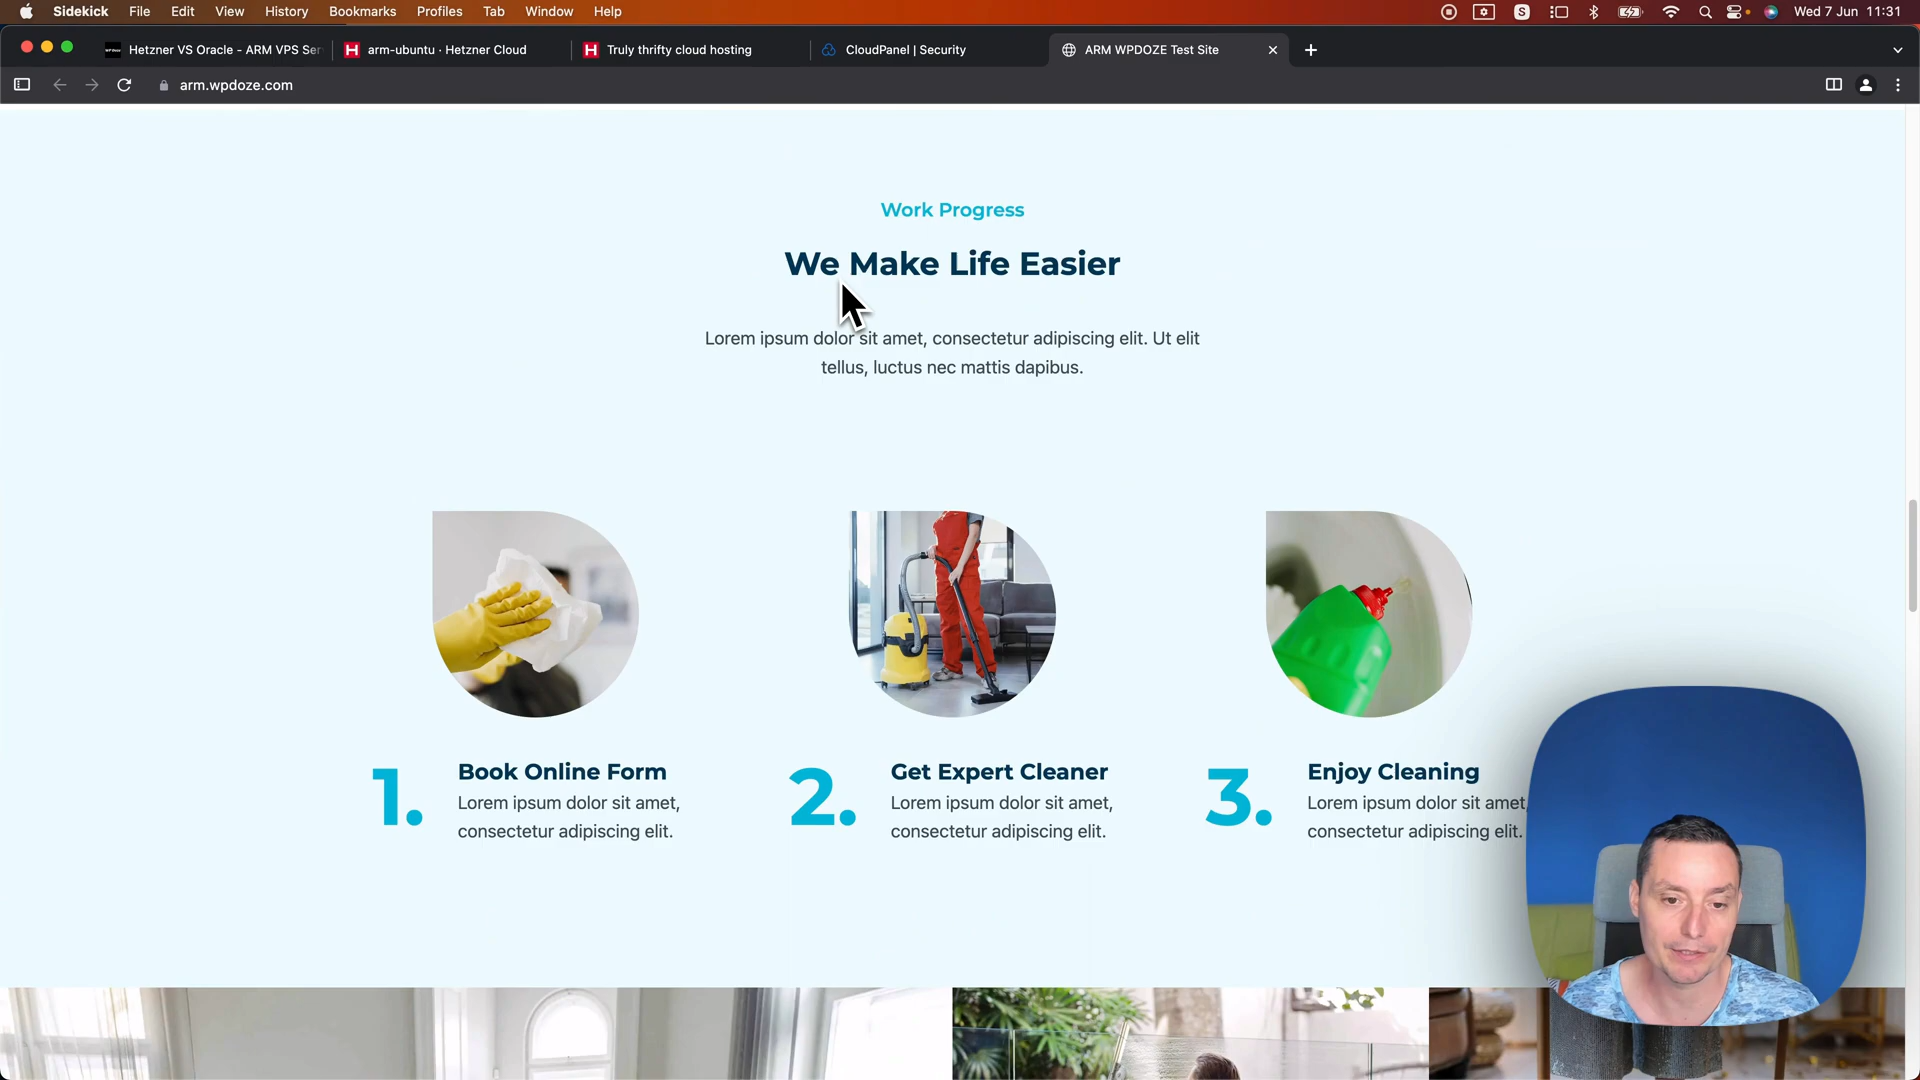 Sidekick File Edit View History Bookmarks Profiles Tab Window Help Wed 7 Jun 11:31
Hetzner VS Oracle - ARM VPS Ser
arm-ubuntu · Hetzner Cloud
Truly thrifty cloud hosting
CloudPanel | Security
ARM WPDOZE Test Site
arm.wpdoze.com
Work Progress
We Make Life Easier
Lorem ipsum dolor sit amet, consectetur adipiscing elit. Ut elit
tellus, luctus nec mattis dapibus.
1.
Book Online Form
Lorem ipsum dolor sit amet,
consectetur adipiscing elit.
2.
Get Expert Cleaner
Lorem ipsum dolor sit amet,
consectetur adipiscing elit.
3.
Enjoy Cleaning
Lorem ipsum dolor sit amet,
consectetur adipiscing elit.